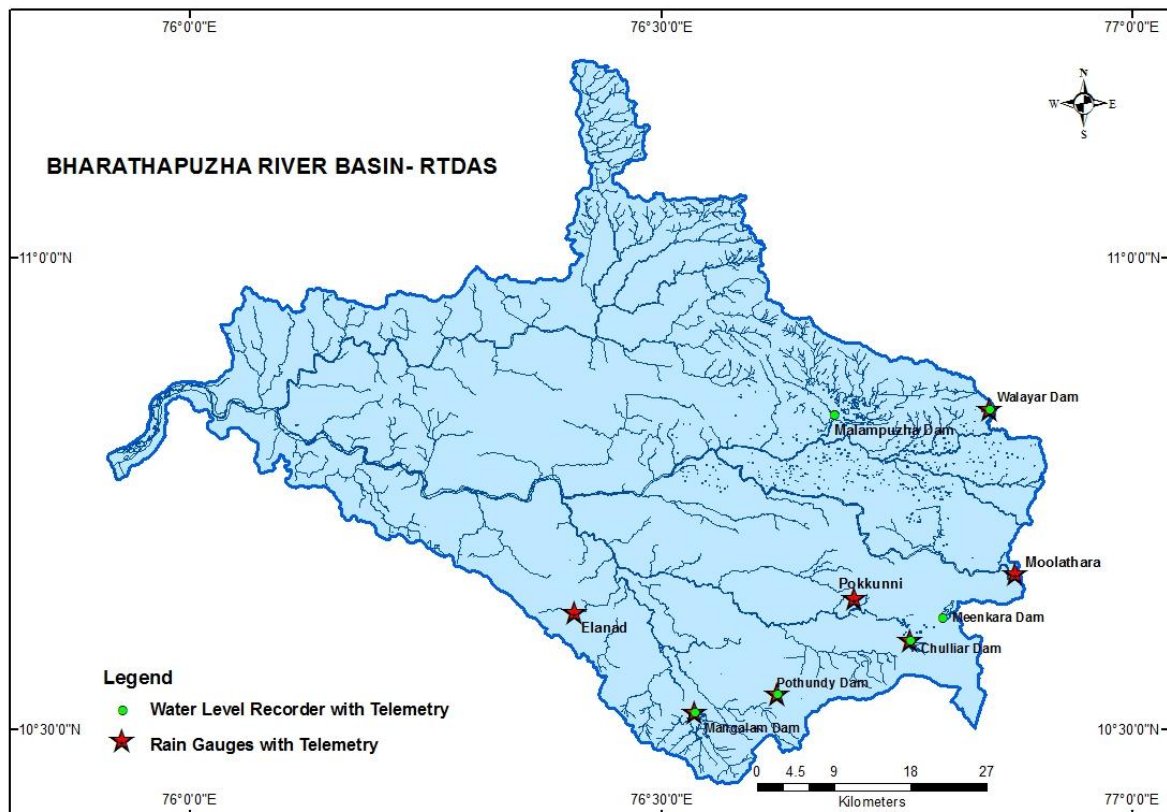 76°0'0"E
76°30'0"E
77°0'0"E
N
W
E
S
BHARATHAPUZHA RIVER BASIN- RTDAS
11°0'0"N
11°0'0"N
Walayar Dam
Malampuzha Dam
Moolathara
Pokkunni
Elanad
Meenkara Dam
Chulliar Dam
Pothundy Dam
Mangalam Dam
Legend
Water Level Recorder with Telemetry
Rain Gauges with Telemetry
10°30'0"N
10°30'0"N
0 4.5 9 18 27
Kilometers
76°0'0"E
76°30'0"E
77°0'0"E